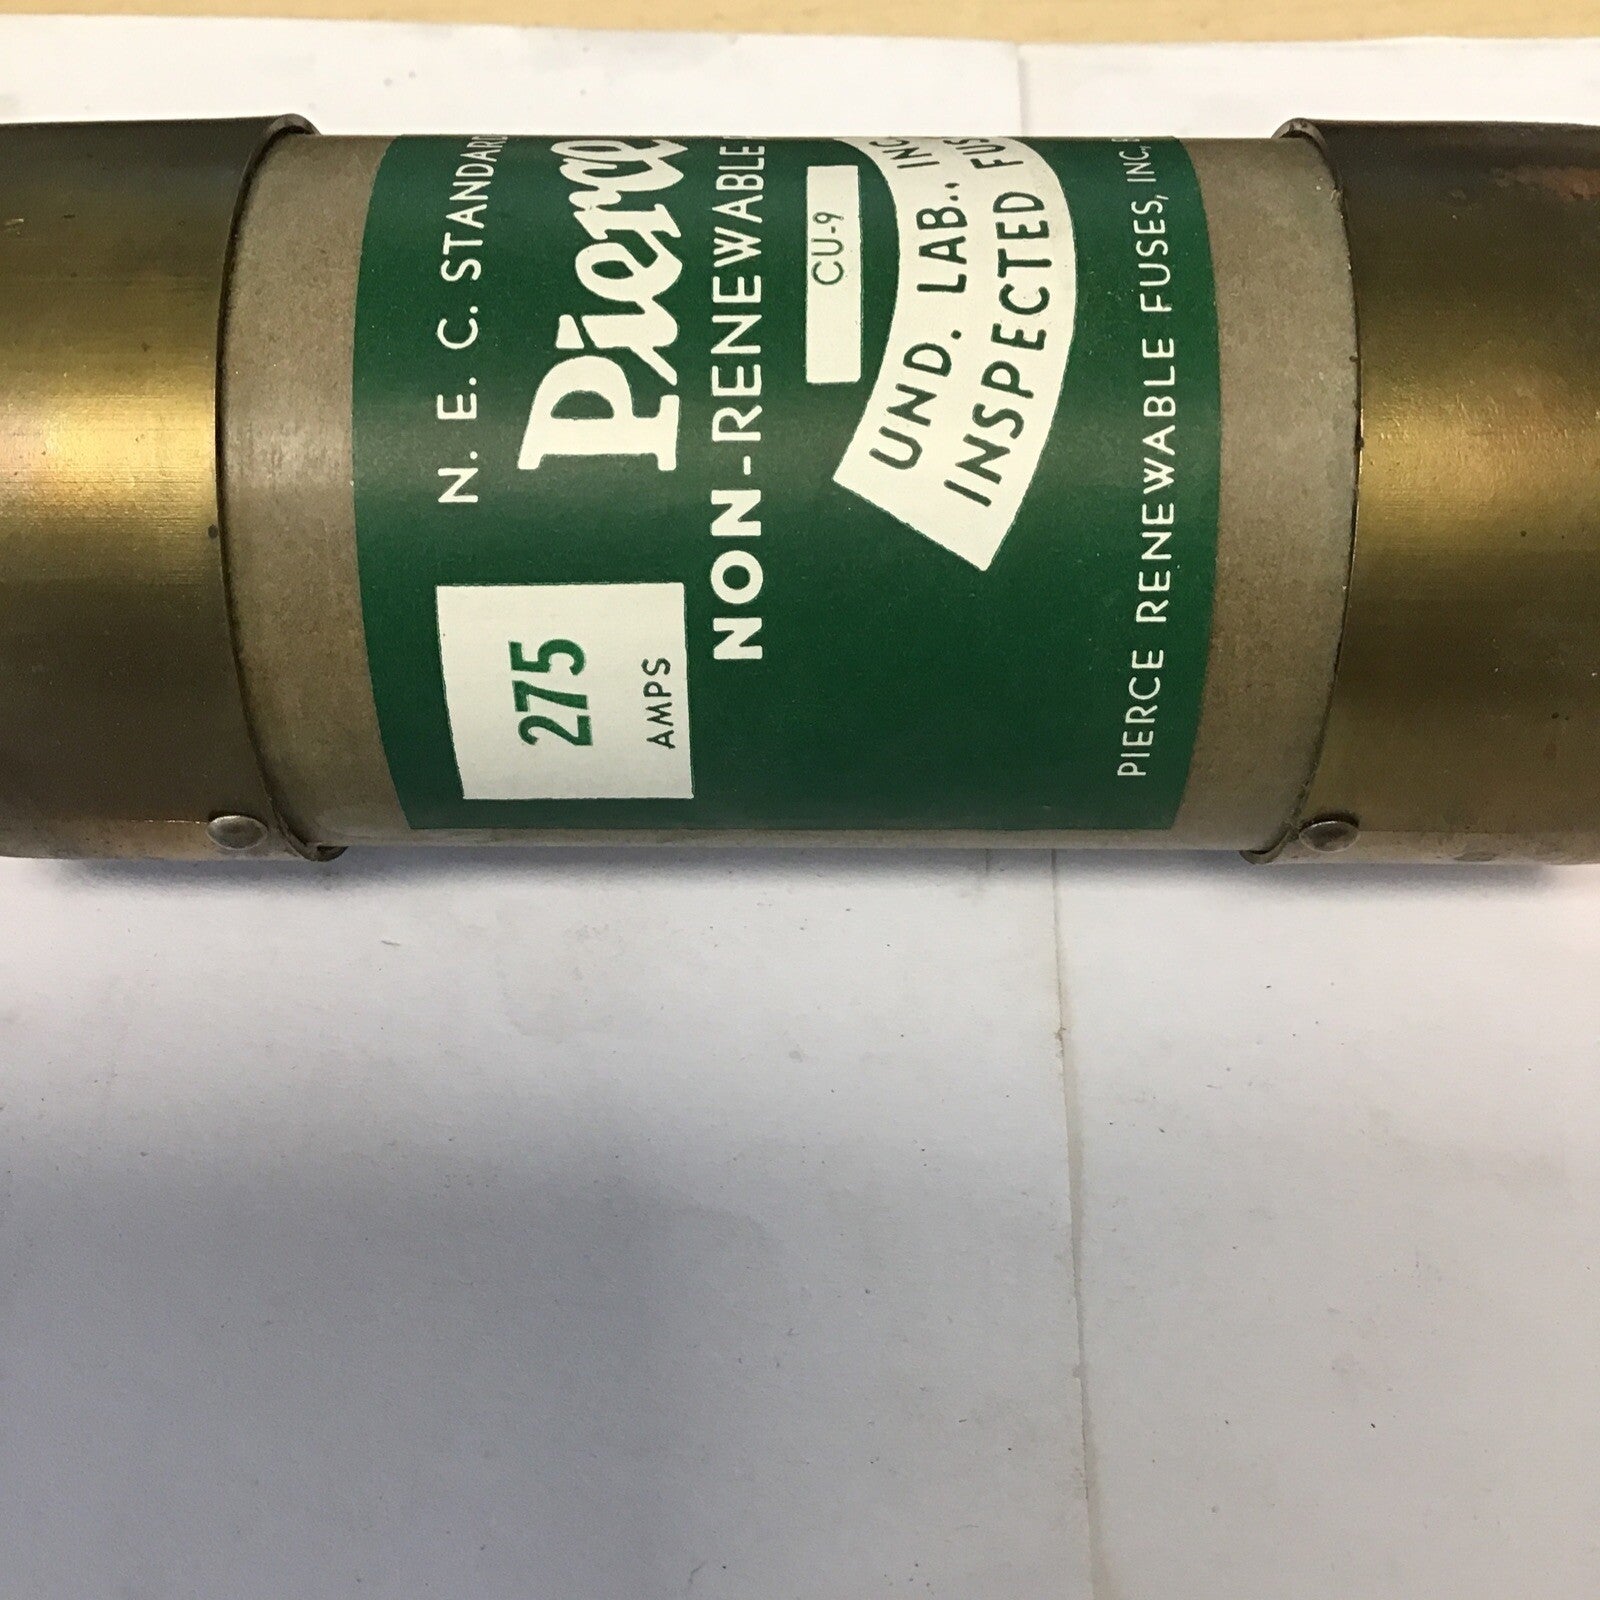 N. E. C. STANDARD
Pierce
275
AMPS
NON-RENEWABLE
CU-9
UND. LAB., INC.
INSPECTED
PIERCE RENEWABLE FUSES, INC.,